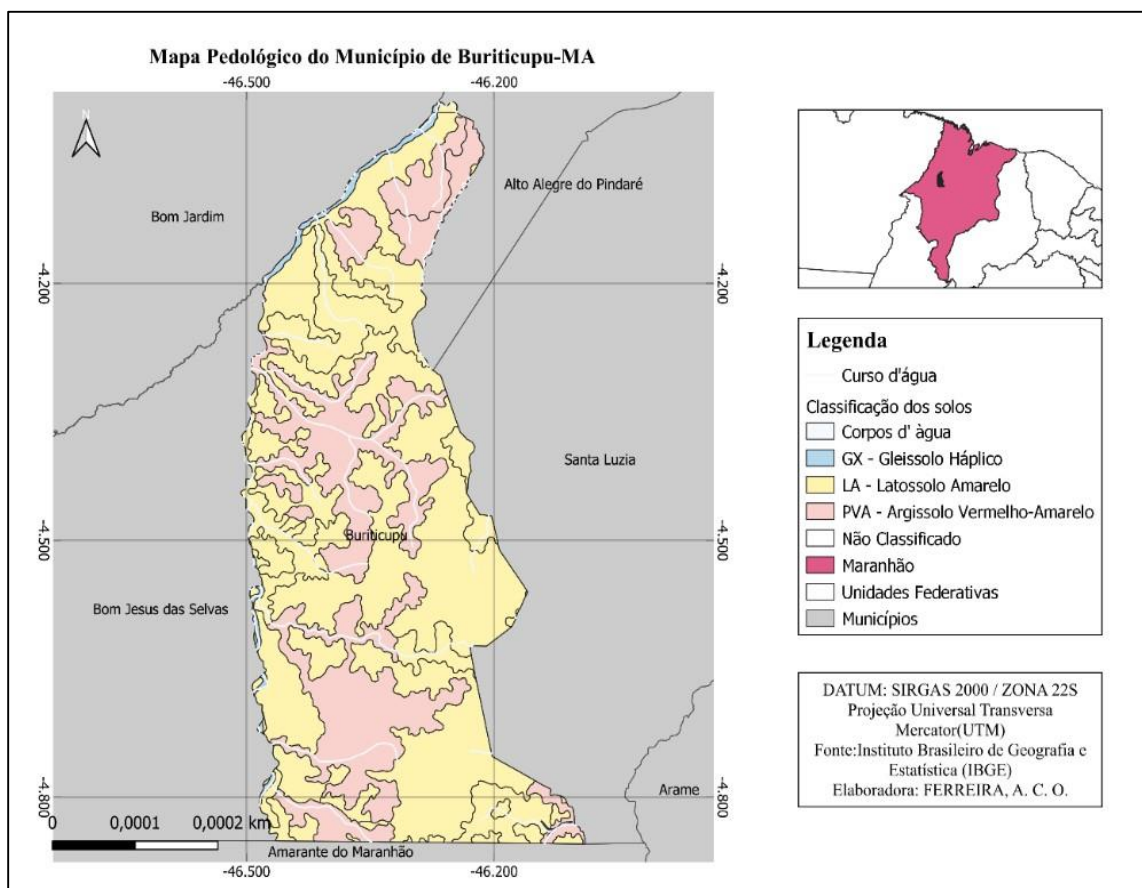 Mapa Pedológico do Município de Buriticupu-MA
-46.500
-46.200
N
Alto Alegre do Pindaré
Bom Jardim
-4.200
-4.200
Santa Luzia
-4.500
Buriticupu
-4.500
Bom Jesus das Selvas
Arame
-4.800
-4.800
0 0,0001 0,0002 km
Amarante do Maranhão
-46.500
-46.200
Legenda
Curso d'água
Classificação dos solos
Corpos d' àgua
GX - Gleissolo Háplico
LA - Latossolo Amarelo
PVA - Argissolo Vermelho-Amarelo
Não Classificado
Maranhão
Unidades Federativas
Municípios
DATUM: SIRGAS 2000 / ZONA 22S
Projeção Universal Transversa
Mercator(UTM)
Fonte:Instituto Brasileiro de Geografia e
Estatística (IBGE)
Elaboradora: FERREIRA, A. C. O.